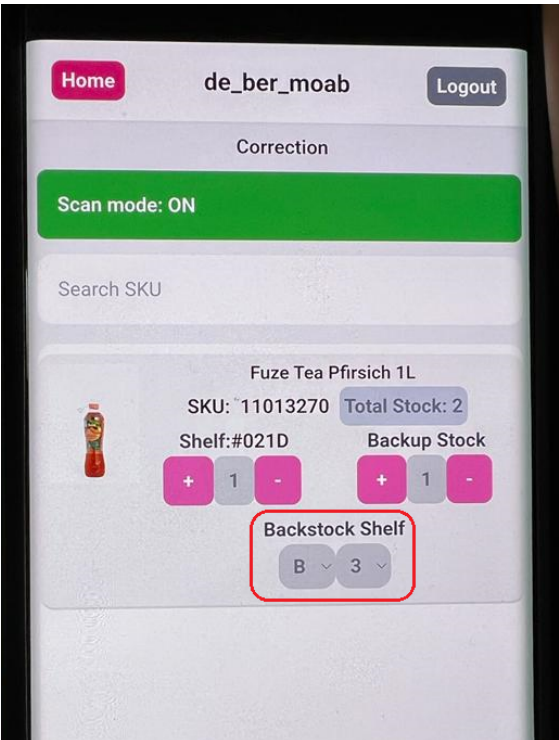 Home de_ber_moab Logout
Correction
Scan mode: ON
Search SKU
Fuze Tea Pfirsich 1L
SKU: 11013270 Total Stock: 2
Shelf:#021D Backup Stock
+ 1 - + 1 -
Backstock Shelf
B 3